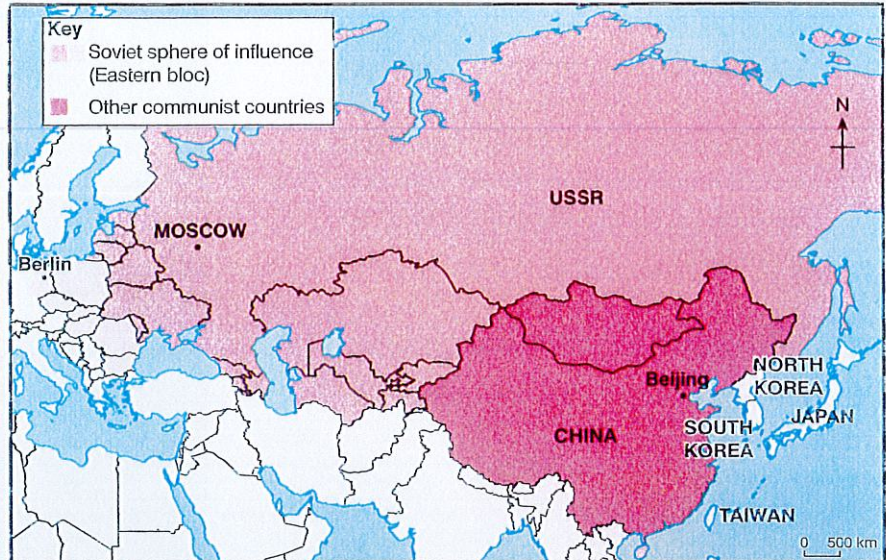 Key
Soviet sphere of influence
(Eastern bloc)
Other communist countries
N
USSR
MOSCOW
Berlin
Beijing
NORTH
KOREA
JAPAN
SOUTH
KOREA
CHINA
TAIWAN
0 500 km